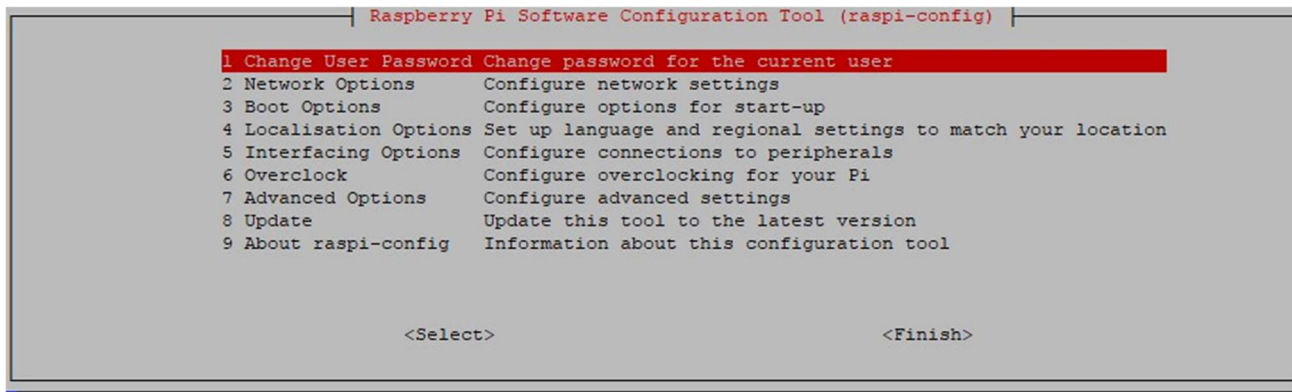 Raspberry Pi Software Configuration Tool (raspi-config)
1 Change User Password Change password for the current user
2 Network Options Configure network settings
3 Boot Options Configure options for start-up
4 Localisation Options Set up language and regional settings to match your location
5 Interfacing Options Configure connections to peripherals
6 Overclock Configure overclocking for your Pi
7 Advanced Options Configure advanced settings
8 Update Update this tool to the latest version
9 About raspi-config Information about this configuration tool
<Select> <Finish>